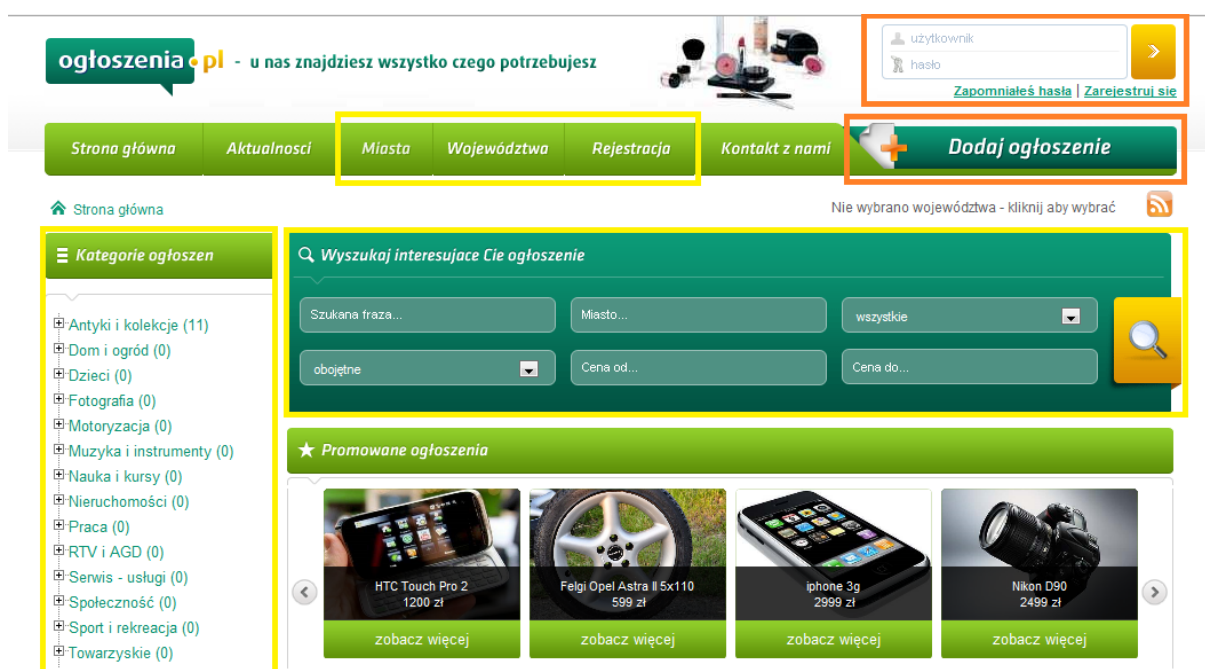 ogłoszenia.pl - u nas znajdziesz wszystko czego potrzebujesz
użytkownik
hasło
Zapomniałeś hasła | Zarejestruj się
Strona główna Aktualnosci Miasta Województwa Rejestracja Kontakt z nami Dodaj ogłoszenie
Strona główna
Nie wybrano województwa - kliknij aby wybrać
Kategorie ogłoszen
Antyki i kolekcje (11)
Dom i ogród (0)
Dzieci (0)
Fotografia (0)
Motoryzacja (0)
Muzyka i instrumenty (0)
Nauka i kursy (0)
Nieruchomości (0)
Praca (0)
RTV i AGD (0)
Serwis - usługi (0)
Społeczność (0)
Sport i rekreacja (0)
Towarzyskie (0)
Wyszukaj interesujace Cie ogłoszenie
Szukana fraza... Miasto... wszystkie
obojętne Cena od... Cena do...
Promowane ogłoszenia
HTC Touch Pro 2
1200 zł
zobacz więcej
Felgi Opel Astra II 5x110
599 zł
zobacz więcej
iphone 3g
2999 zł
zobacz więcej
Nikon D90
2499 zł
zobacz więcej